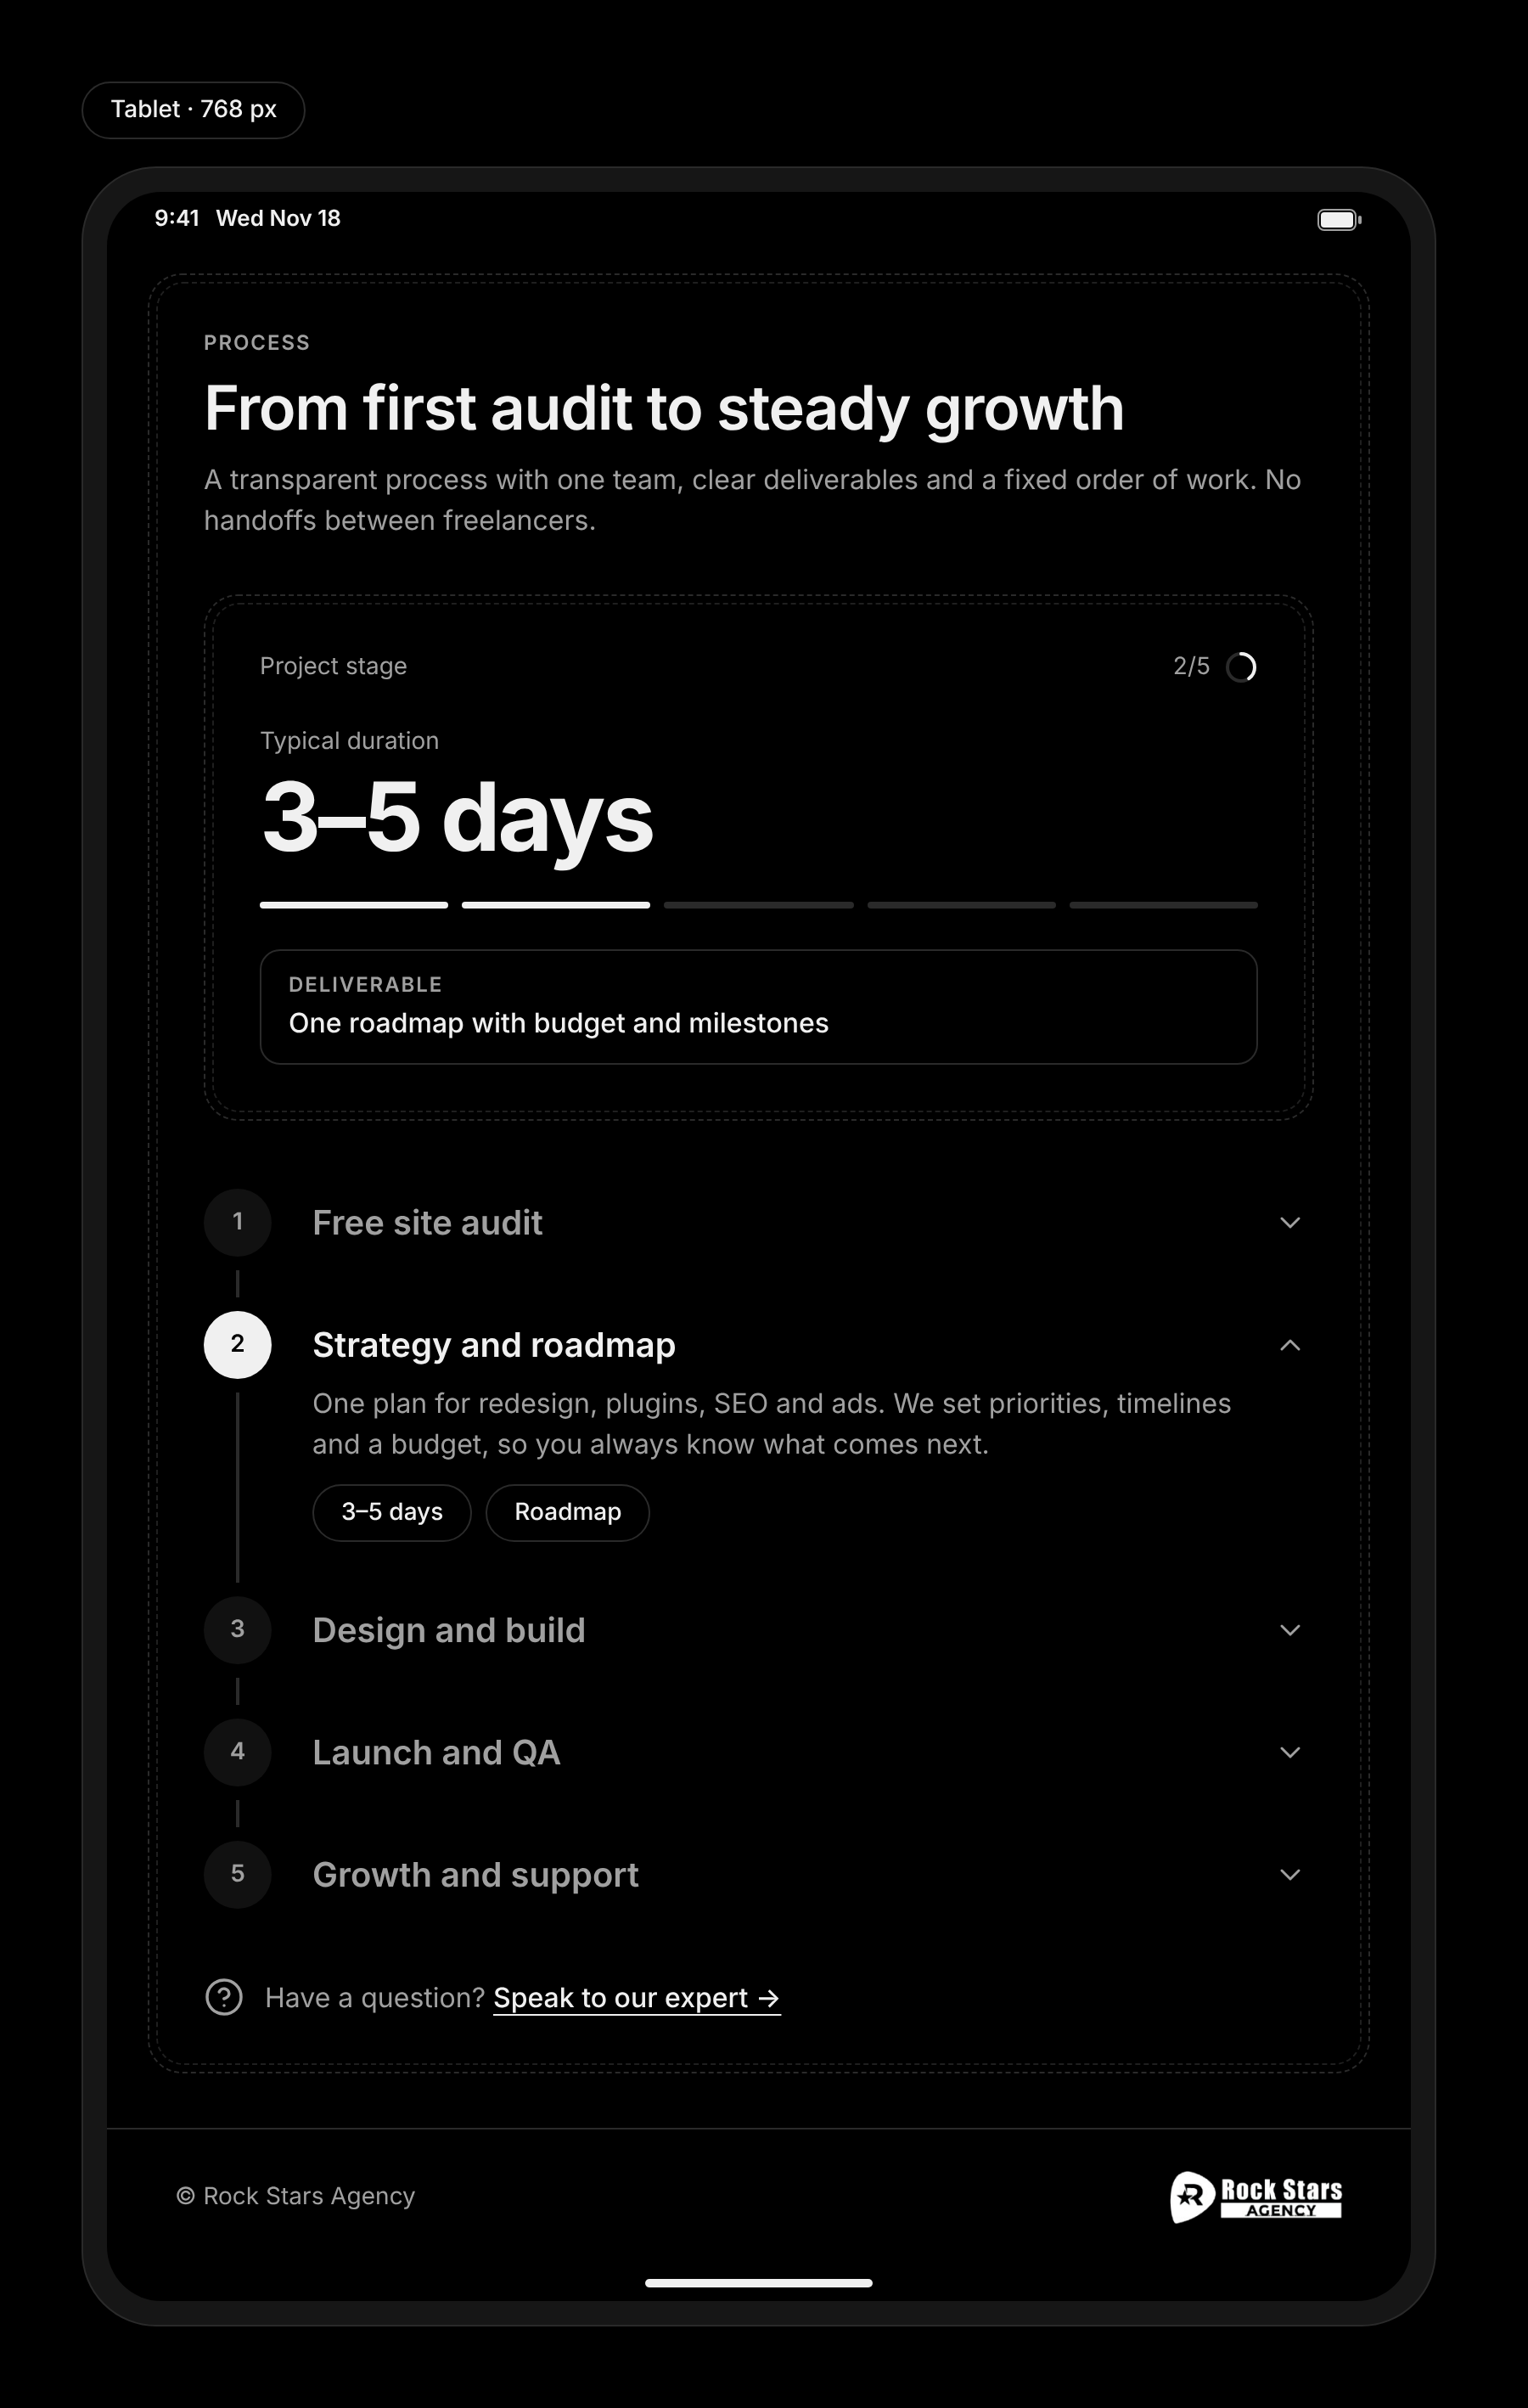 Tablet · 768 px
9:41 Wed Nov 18
PROCESS
From first audit to steady growth
A transparent process with one team, clear deliverables and a fixed order of work. No
handoffs between freelancers.
Project stage 2/5
Typical duration
3–5 days
DELIVERABLE
One roadmap with budget and milestones
1 Free site audit
2 Strategy and roadmap
One plan for redesign, plugins, SEO and ads. We set priorities, timelines
and a budget, so you always know what comes next.
3–5 days Roadmap
3 Design and build
4 Launch and QA
5 Growth and support
Have a question? Speak to our expert →
© Rock Stars Agency
R Rock Stars
AGENCY